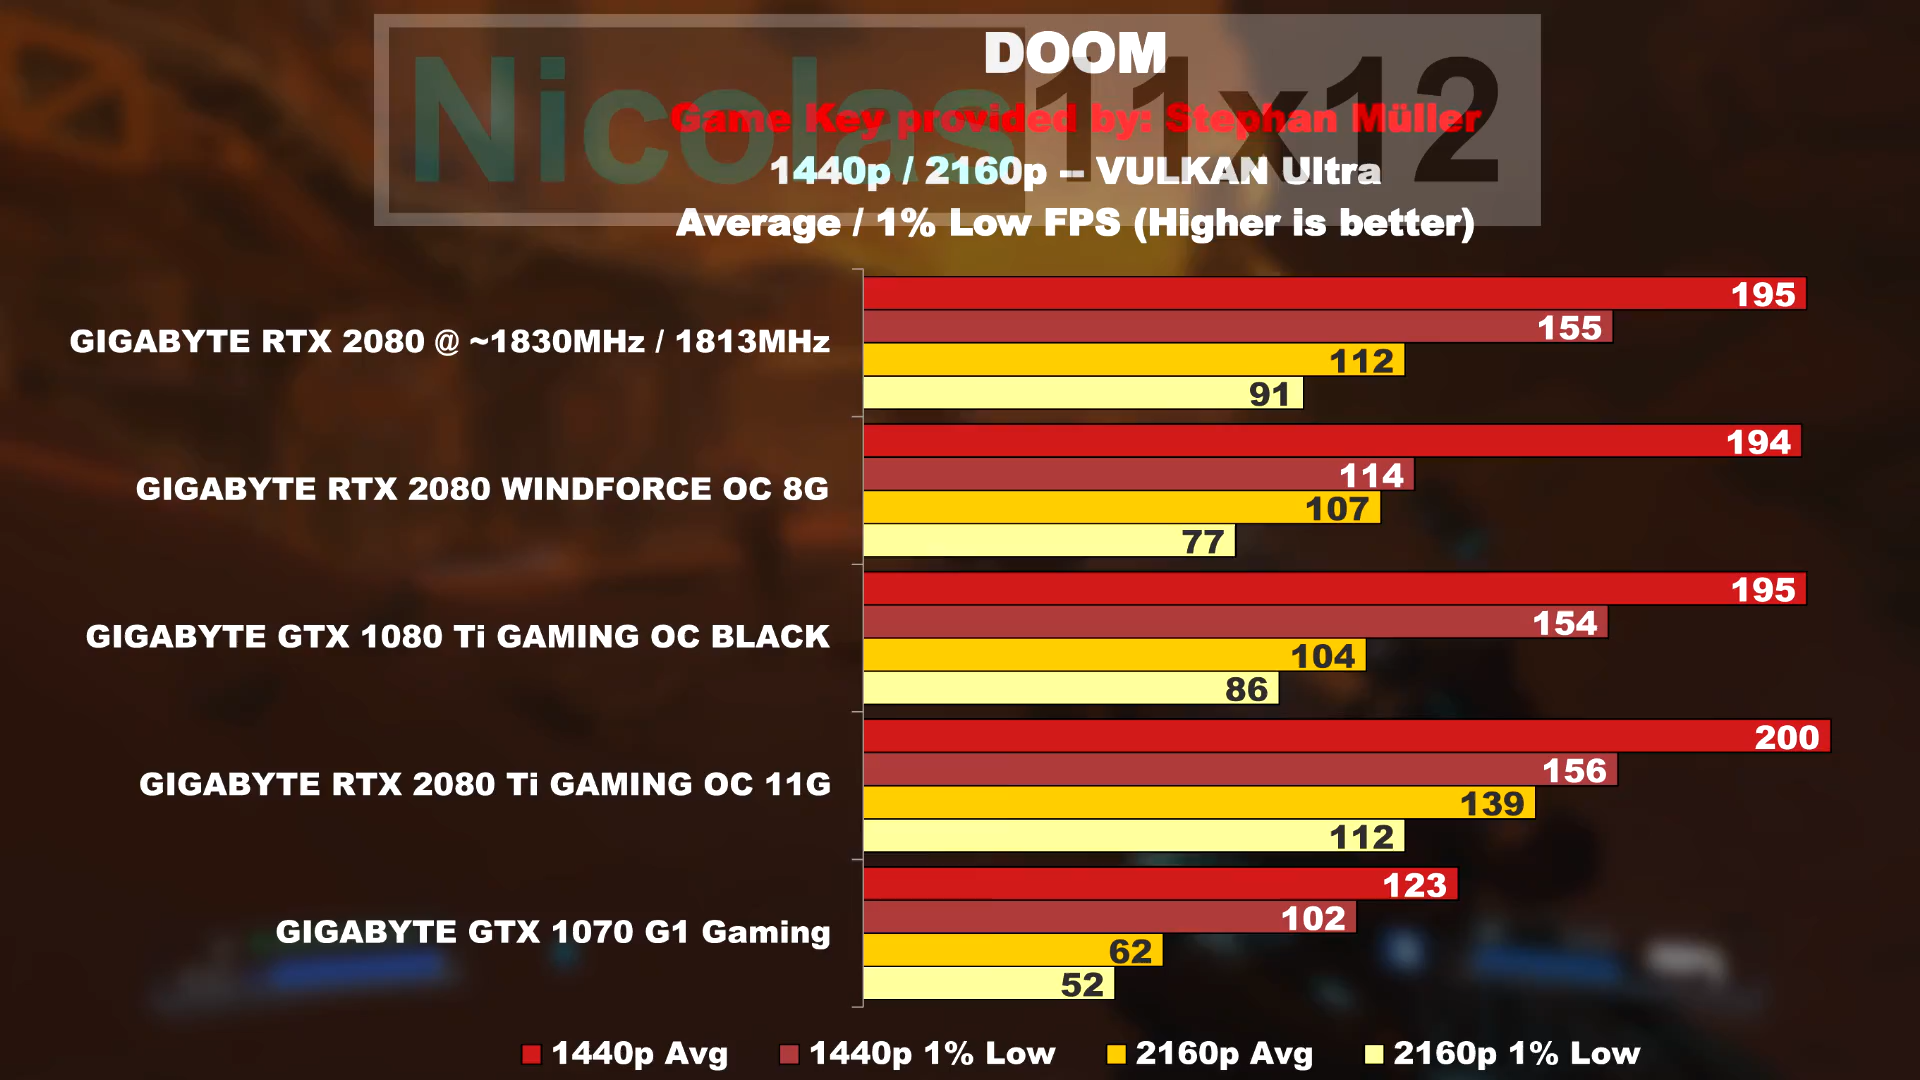 Nicolas11x12
DOOM
Game Key provided by: Stephan Müller
1440p / 2160p -- VULKAN Ultra
Average / 1% Low FPS (Higher is better)
GIGABYTE RTX 2080 @ ~1830MHz / 1813MHz
195
155
112
91
GIGABYTE RTX 2080 WINDFORCE OC 8G
194
114
107
77
GIGABYTE GTX 1080 Ti GAMING OC BLACK
195
154
104
86
GIGABYTE RTX 2080 Ti GAMING OC 11G
200
156
139
112
GIGABYTE GTX 1070 G1 Gaming
123
102
62
52
1440p Avg 1440p 1% Low 2160p Avg 2160p 1% Low